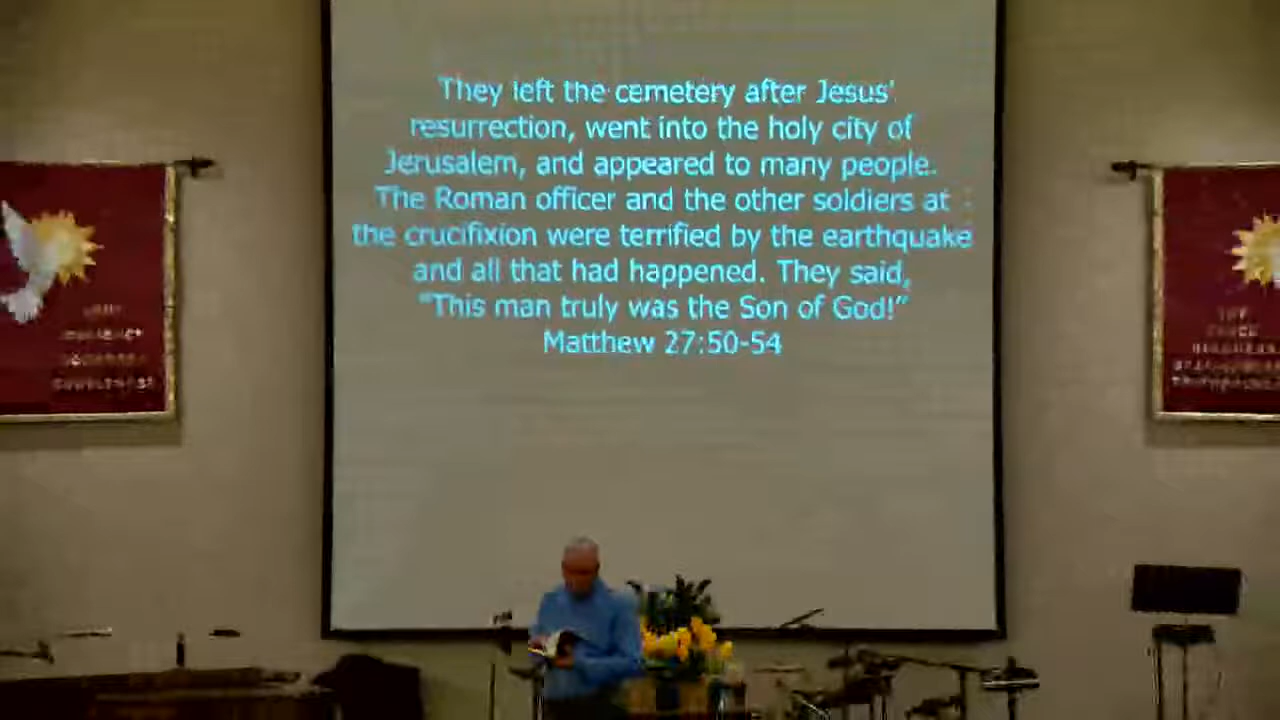 They left the cemetery after Jesus'
resurrection, went into the holy city of
Jerusalem, and appeared to many people.
The Roman officer and the other soldiers at
the crucifixion were terrified by the earthquake
and all that had happened. They said,
"This man truly was the Son of God!”
Matthew 27:50-54